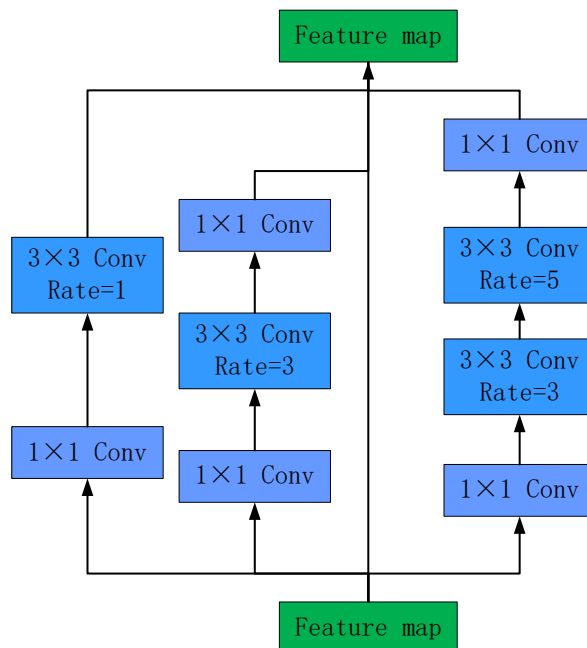 Feature map
1×1 Conv
1×1 Conv
3×3 Conv
Rate=1
3×3 Conv
Rate=5
3×3 Conv
Rate=3
3×3 Conv
Rate=3
1×1 Conv
1×1 Conv
1×1 Conv
Feature map